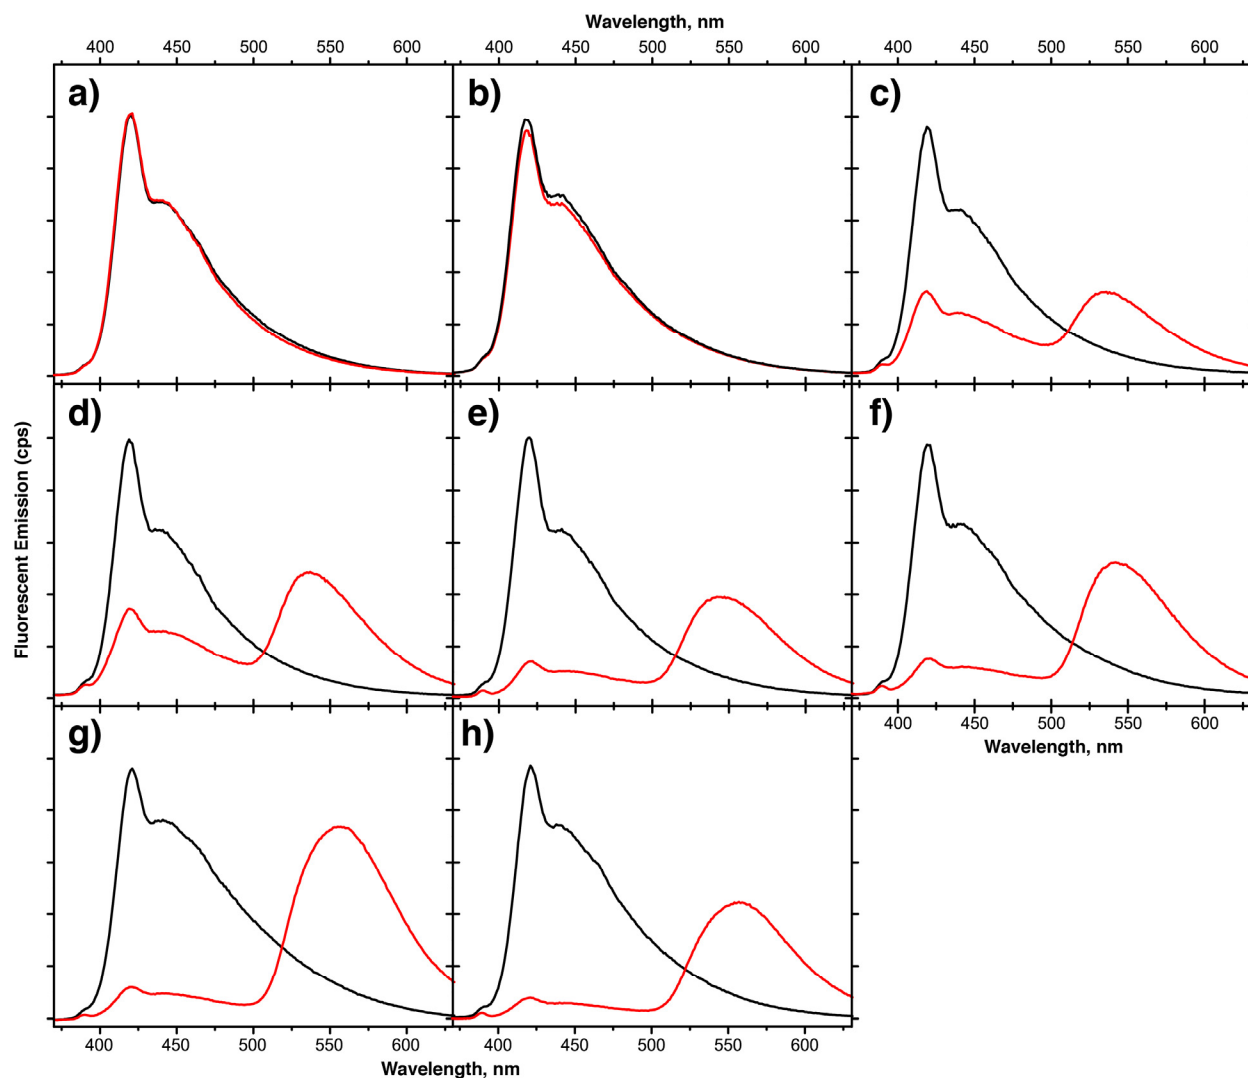 Wavelength, nm
400 450 500 550 600 400 450 500 550 600 400 450 500 550 600
a) b) c)
d) e) f)
Fluorescent Emission (cps)
400 450 500 550 600
Wavelength, nm
g) h)
400 450 500 550 600 400 450 500 550 600
Wavelength, nm